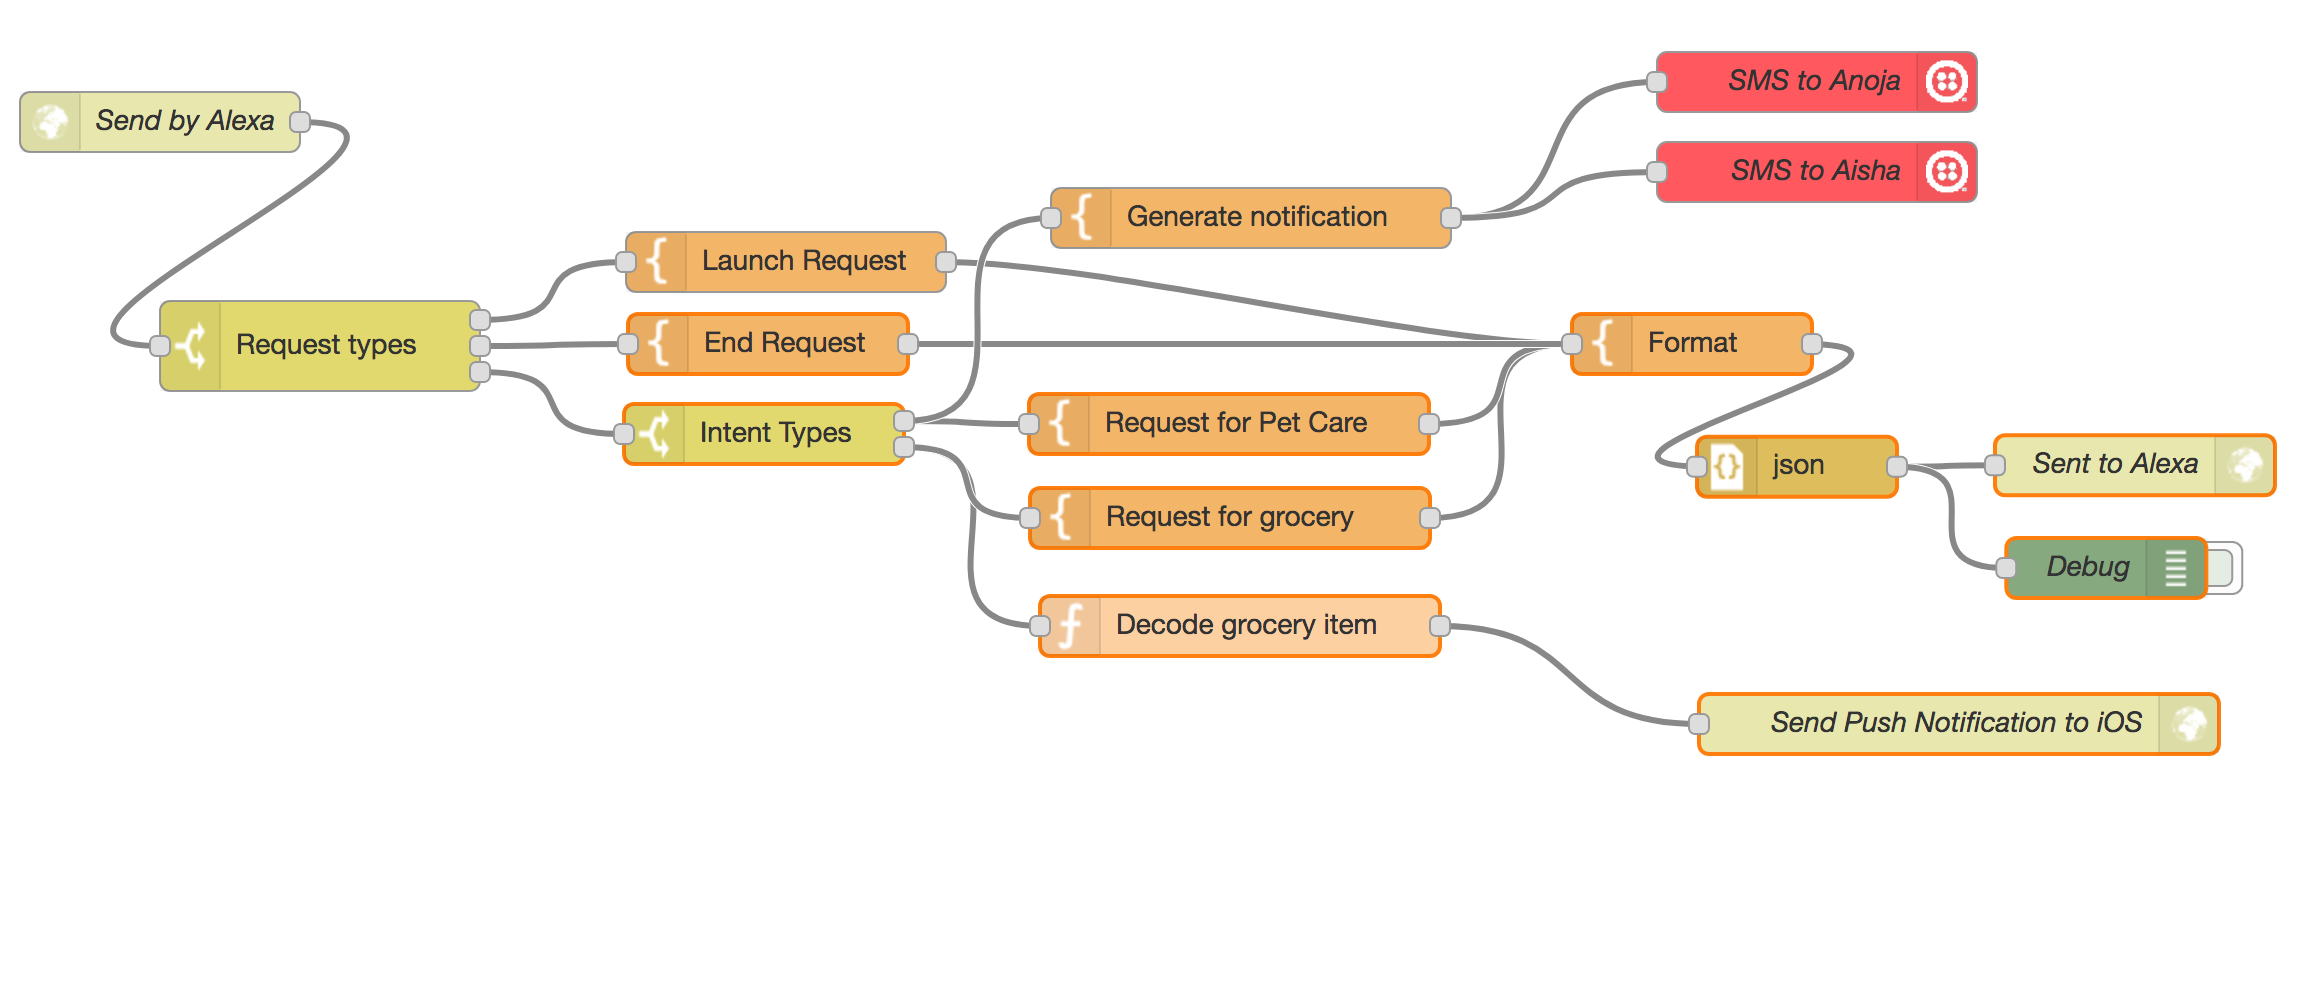 Send by Alexa
Request types
Launch Request
End Request
Intent Types
Generate notification
Request for Pet Care
Request for grocery
Decode grocery item
SMS to Anoja
SMS to Aisha
Format
json
Sent to Alexa
Debug
Send Push Notification to iOS